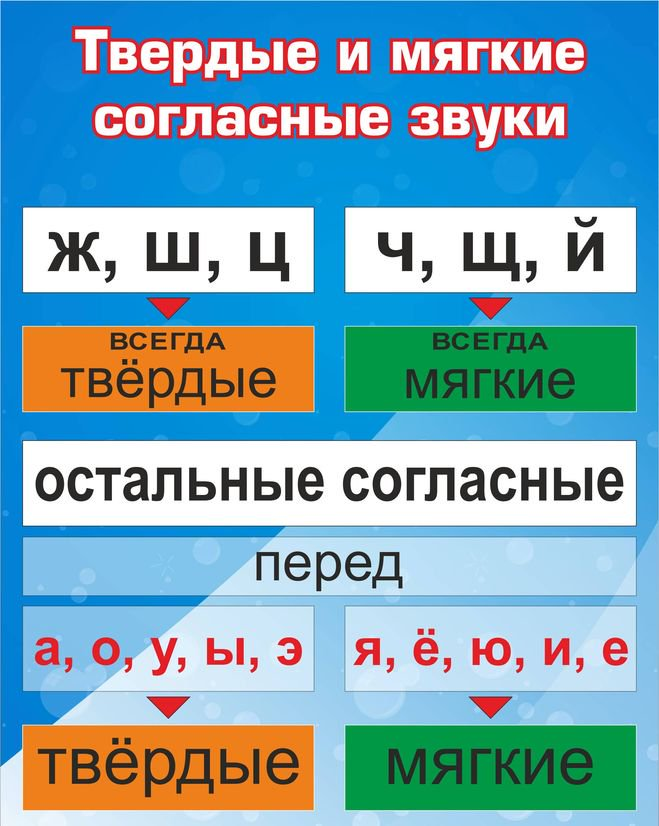 Твердые и мягкие
согласные звуки
ж, ш, ц
ч, щ, й
ВСЕГДА
твёрдые
ВСЕГДА
мягкие
остальные согласные
перед
а, о, у, ы, э
я, ё, ю, и, е
твёрдые
мягкие